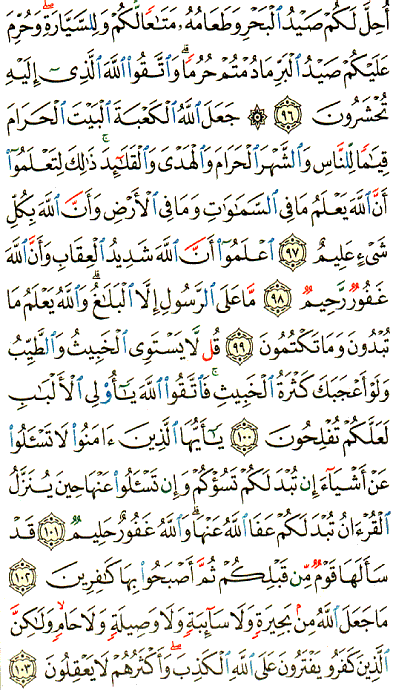 أُحِلَّ لَكُمْ صَيْدُ ٱلْبَحْرِ وَطَعَامُهُۥ مَتَٰعًا لَّكُمْ وَلِلسَّيَّارَةِ ۖ وَحُرِّمَ
عَلَيْكُمْ صَيْدُ ٱلْبَرِّ مَا دُمْتُمْ حُرُمًا ۗ وَٱتَّقُوا۟ ٱللَّهَ ٱلَّذِىٓ إِلَيْهِ
تُحْشَرُونَ ٩٦ ۞ جَعَلَ ٱللَّهُ ٱلْكَعْبَةَ ٱلْبَيْتَ ٱلْحَرَامَ
قِيَٰمًا لِّلنَّاسِ وَٱلشَّهْرَ ٱلْحَرَامَ وَٱلْهَدْىَ وَٱلْقَلَٰٓئِدَ ۚ ذَٰلِكَ لِتَعْلَمُوٓا۟
أَنَّ ٱللَّهَ يَعْلَمُ مَا فِى ٱلسَّمَٰوَٰتِ وَمَا فِى ٱلْأَرْضِ وَأَنَّ ٱللَّهَ بِكُلِّ
شَىْءٍ عَلِيمٌ ٩٧ ٱعْلَمُوٓا۟ أَنَّ ٱللَّهَ شَدِيدُ ٱلْعِقَابِ وَأَنَّ ٱللَّهَ
غَفُورٌ رَّحِيمٌ ٩٨ مَّا عَلَى ٱلرَّسُولِ إِلَّا ٱلْبَلَٰغُ ۗ وَٱللَّهُ يَعْلَمُ مَا
تُبْدُونَ وَمَا تَكْتُمُونَ ٩٩ قُل لَّا يَسْتَوِى ٱلْخَبِيثُ وَٱلطَّيِّبُ
وَلَوْ أَعْجَبَكَ كَثْرَةُ ٱلْخَبِيثِ ۚ فَٱتَّقُوا۟ ٱللَّهَ يَٰٓأُو۟لِى ٱلْأَلْبَٰبِ
لَعَلَّكُمْ تُفْلِحُونَ ١٠٠ يَٰٓأَيُّهَا ٱلَّذِينَ ءَامَنُوا۟ لَا تَسْـَٔلُوا۟
عَنْ أَشْيَآءَ إِن تُبْدَ لَكُمْ تَسُؤْكُمْ وَإِن تَسْـَٔلُوا۟ عَنْهَا حِينَ يُنَزَّلُ
ٱلْقُرْءَانُ تُبْدَ لَكُمْ عَفَا ٱللَّهُ عَنْهَا ۗ وَٱللَّهُ غَفُورٌ حَلِيمٌ ١٠١ قَدْ
سَأَلَهَا قَوْمٌ مِّن قَبْلِكُمْ ثُمَّ أَصْبَحُوا۟ بِهَا كَٰفِرِينَ ١٠٢
مَا جَعَلَ ٱللَّهُ مِنۢ بَحِيرَةٍ وَلَا سَآئِبَةٍ وَلَا وَصِيلَةٍ وَلَا حَامٍ ۙ وَلَٰكِنَّ
ٱلَّذِينَ كَفَرُوا۟ يَفْتَرُونَ عَلَى ٱللَّهِ ٱلْكَذِبَ ۖ وَأَكْثَرُهُمْ لَا يَعْقِلُونَ ١٠٣